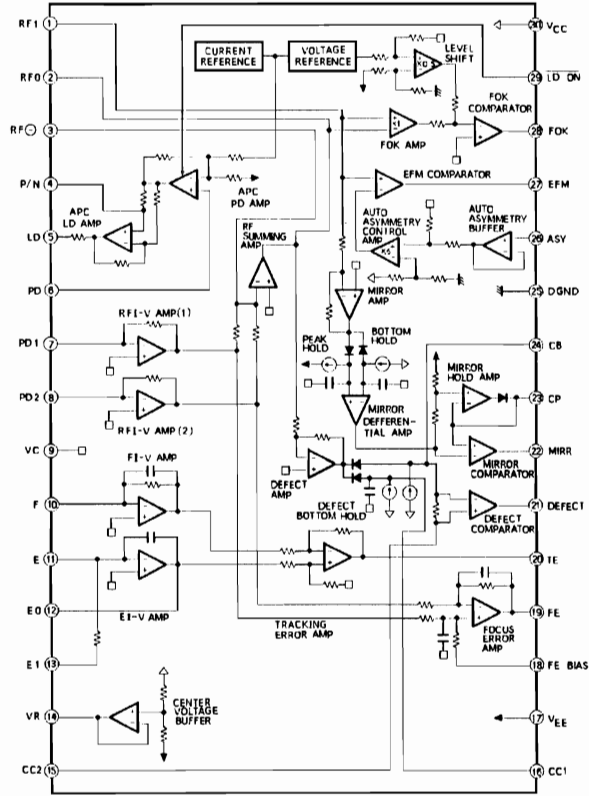 RF1 1
RF0 2
RF⊖ 3
P/N 4
LD 5
PD 6
PD1 7
PD2 8
VC 9
F 10
E 11
E0 12
E1 13
VR 14
CC2 15
30 VCC
29 LD ON
28 FOK
27 EFM
26 ASY
25 DGND
24 CB
23 CP
22 MIRR
21 DEFECT
20 TE
19 FE
18 FE BIAS
17 VEE
16 CC1
CURRENT
REFERENCE
VOLTAGE
REFERENCE
LEVEL
SHIFT
FOK
COMPARATOR
FOK AMP
EFM COMPARATOR
APC
PD AMP
APC
LD AMP
RF
SUMMING
AMP
AUTO
ASYMMETRY
CONTROL
AMP
AUTO
ASYMMETRY
BUFFER
MIRROR
AMP
RFI-V AMP(1)
PEAK
HOLD
BOTTOM
HOLD
MIRROR
HOLD AMP
RFI-V AMP(2)
MIRROR
DEFFEREN-
TIAL AMP
MIRROR
COMPARATOR
FI-V AMP
DEFECT
AMP
DEFECT
BOTTOM HOLD
DEFECT
COMPARATOR
EI-V AMP
TRACKING
ERROR AMP
FOCUS
ERROR
AMP
CENTER
VOLTAGE
BUFFER